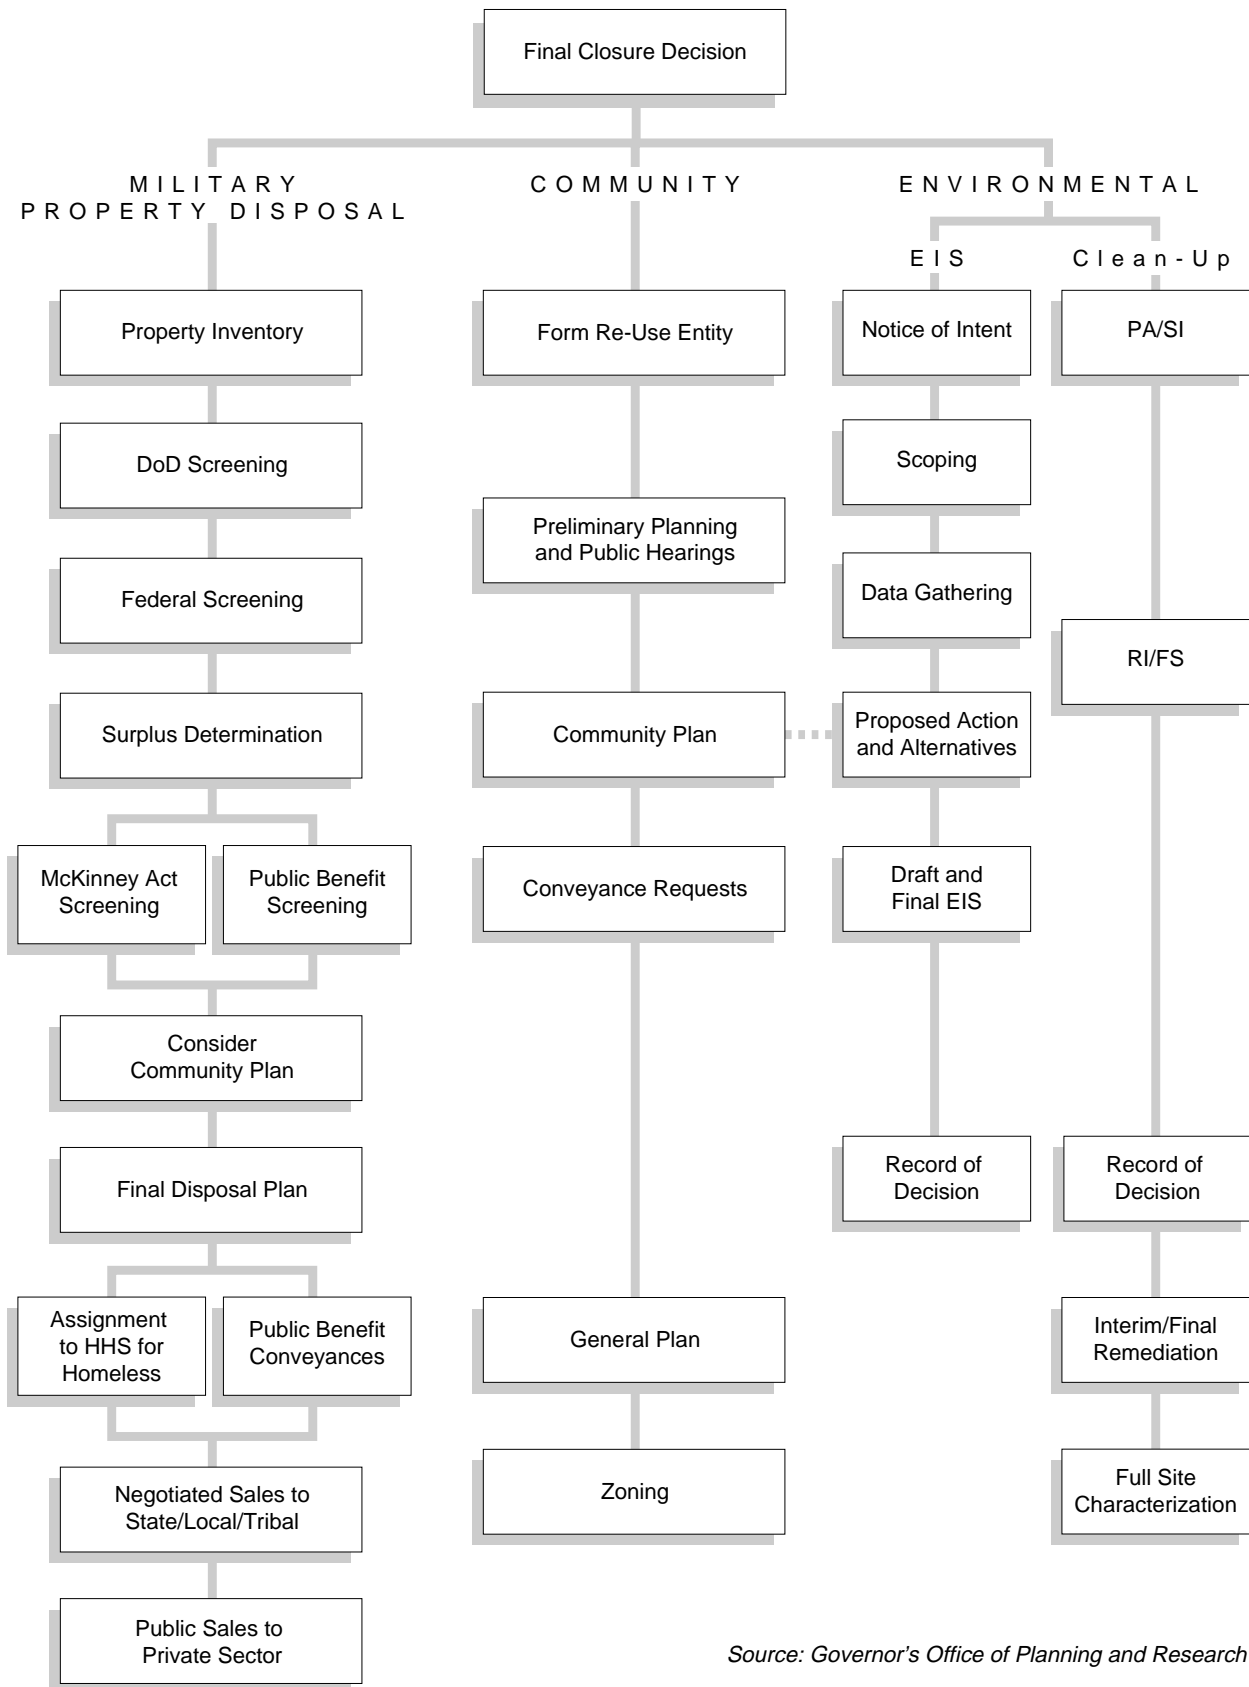 Final Closure Decision
MILITARY
PROPERTY DISPOSAL
Property Inventory
DoD Screening
Federal Screening
Surplus Determination
McKinney Act
Screening
Public Benefit
Screening
Consider
Community Plan
Final Disposal Plan
Assignment
to HHS for
Homeless
Public Benefit
Conveyances
Negotiated Sales to
State/Local/Tribal
Public Sales to
Private Sector
COMMUNITY
Form Re-Use Entity
Preliminary Planning
and Public Hearings
Community Plan
Conveyance Requests
General Plan
Zoning
ENVIRONMENTAL
EIS
Notice of Intent
Scoping
Data Gathering
Proposed Action
and Alternatives
Draft and
Final EIS
Record of
Decision
Clean-Up
PA/SI
RI/FS
Record of
Decision
Interim/Final
Remediation
Full Site
Characterization
Source: Governor's Office of Planning and Research